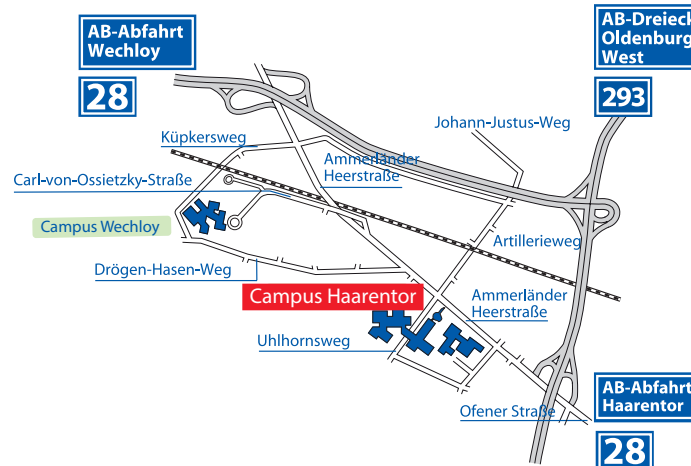 AB-Abfahrt
Wechloy
28
AB-Dreieck
Oldenburg
West
293
Johann-Justus-Weg
Küpkersweg
Ammerländer
Heerstraße
Carl-von-Ossietzky-Straße
Campus Wechloy
Artillerieweg
Drögen-Hasen-Weg
Campus Haarentor
Ammerländer
Heerstraße
Uhlhornsweg
Ofener Straße
AB-Abfahrt
Haarentor
28